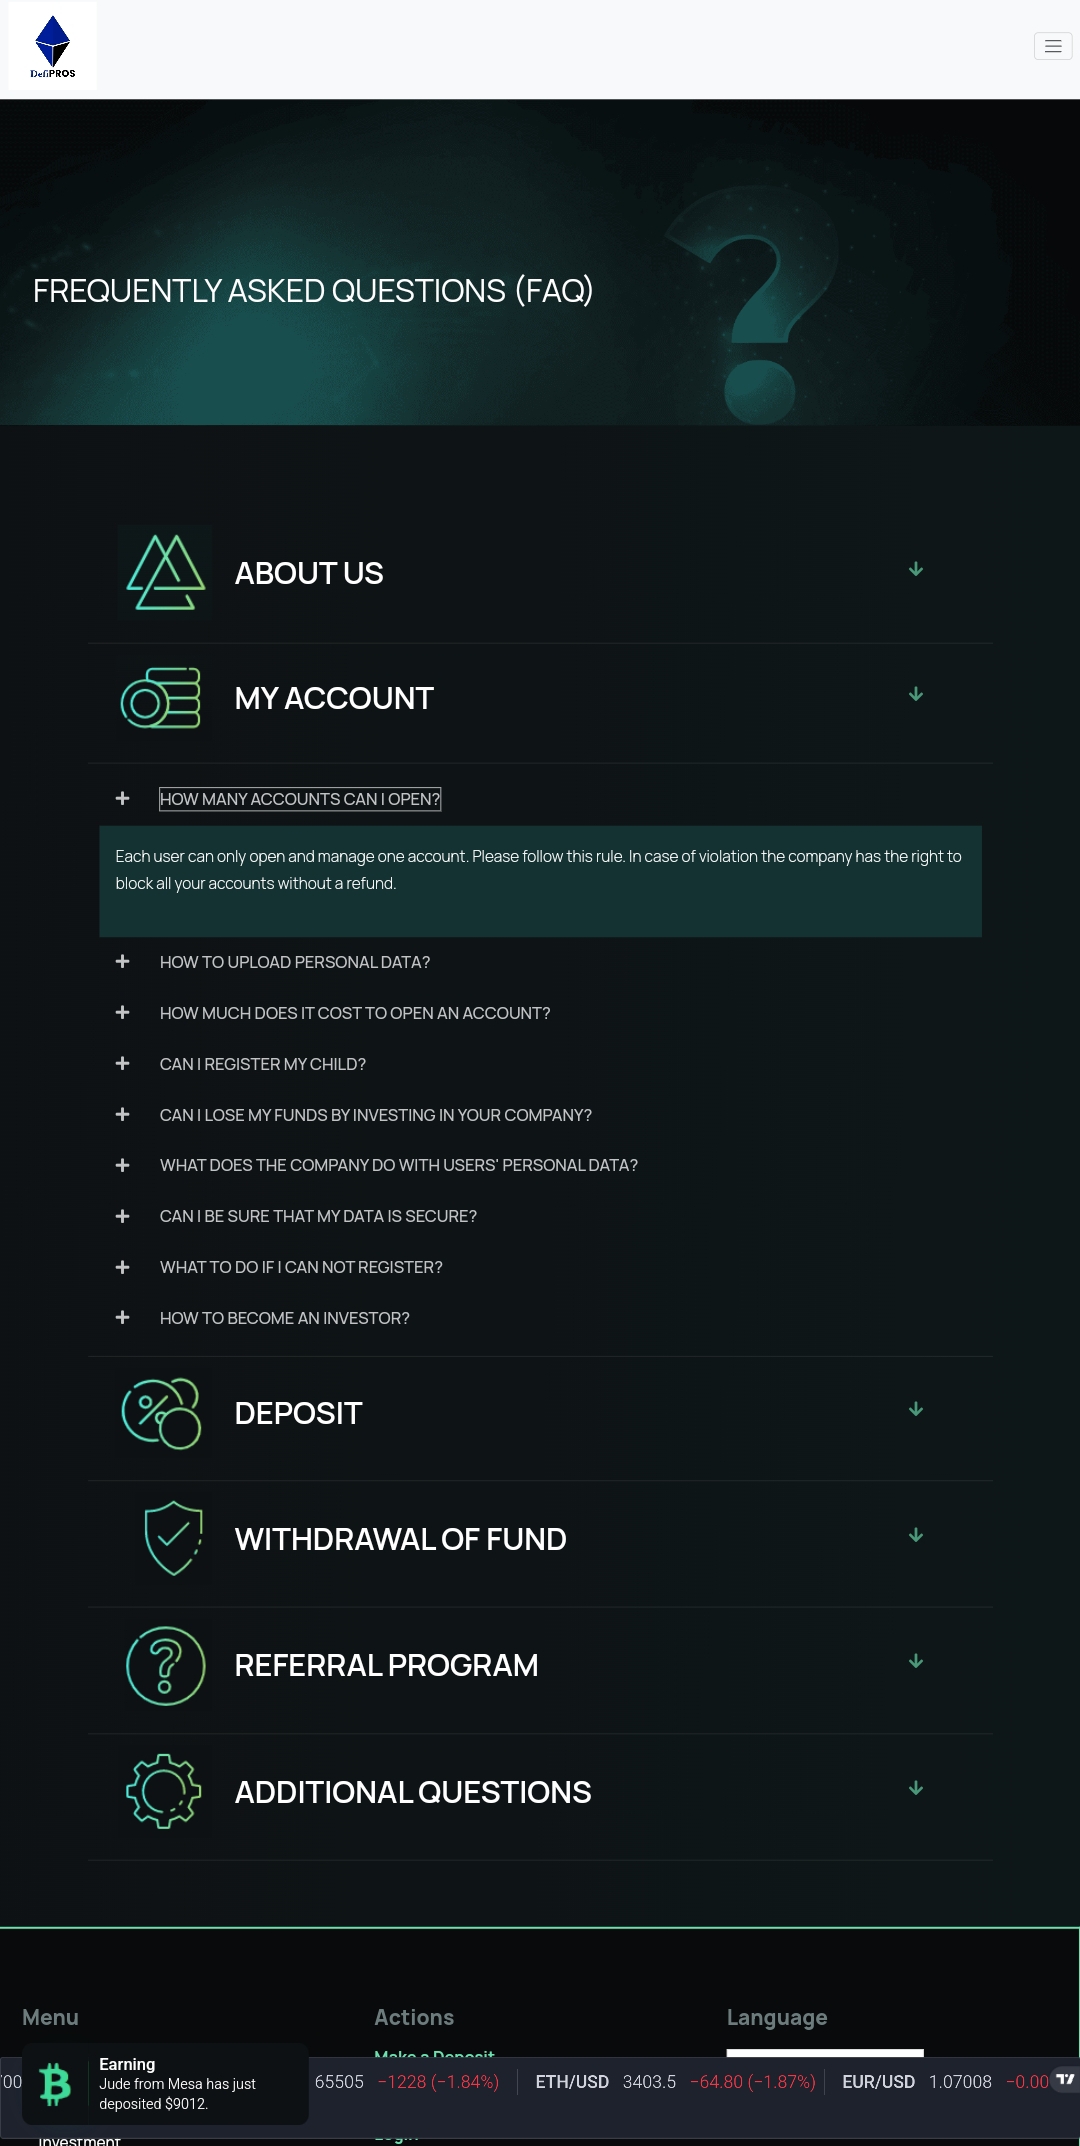 DefiPROS
FREQUENTLY ASKED QUESTIONS (FAQ)
ABOUT US
MY ACCOUNT
HOW MANY ACCOUNTS CAN I OPEN?
Each user can only open and manage one account. Please follow this rule. In case of violation the company has the right to
block all your accounts without a refund.
HOW TO UPLOAD PERSONAL DATA?
HOW MUCH DOES IT COST TO OPEN AN ACCOUNT?
CAN I REGISTER MY CHILD?
CAN I LOSE MY FUNDS BY INVESTING IN YOUR COMPANY?
WHAT DOES THE COMPANY DO WITH USERS' PERSONAL DATA?
CAN I BE SURE THAT MY DATA IS SECURE?
WHAT TO DO IF I CAN NOT REGISTER?
HOW TO BECOME AN INVESTOR?
DEPOSIT
WITHDRAWAL OF FUND
REFERRAL PROGRAM
ADDITIONAL QUESTIONS
Menu Actions Language
Make a Deposit
Earning
Jude from Mesa has just
deposited $9012.
65505 −1228 (−1.84%) ETH/USD 3403.5 −64.80 (−1.87%) EUR/USD 1.07008 −0.00
Login
Investment